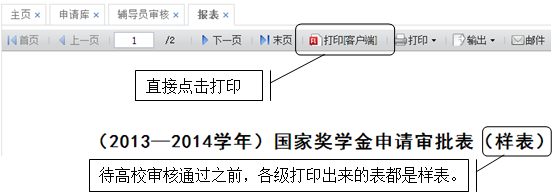 主页 × 申请库 × 辅导员审核 × 报表 ×
首页 上一页 1 /2 下一页 末页 打印[客户端] 打印 输出 邮件
直接点击打印
（2013—2014学年）国家奖学金申请审批表（样表）
待高校审核通过之前，各级打印出来的表都是样表。